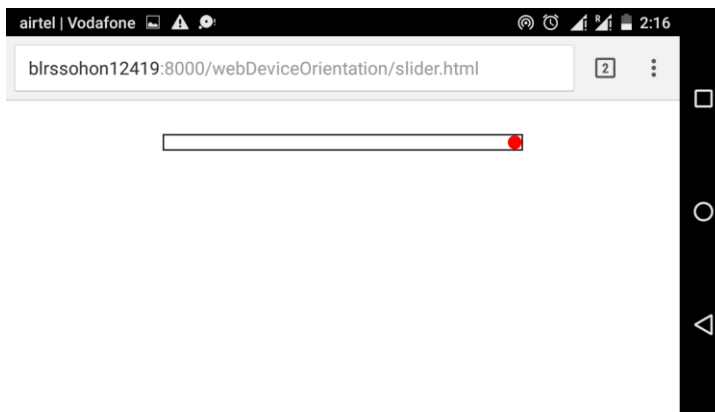 airtel | Vodafone 2:16
blrssohon12419:8000/webDeviceOrientation/slider.html 2